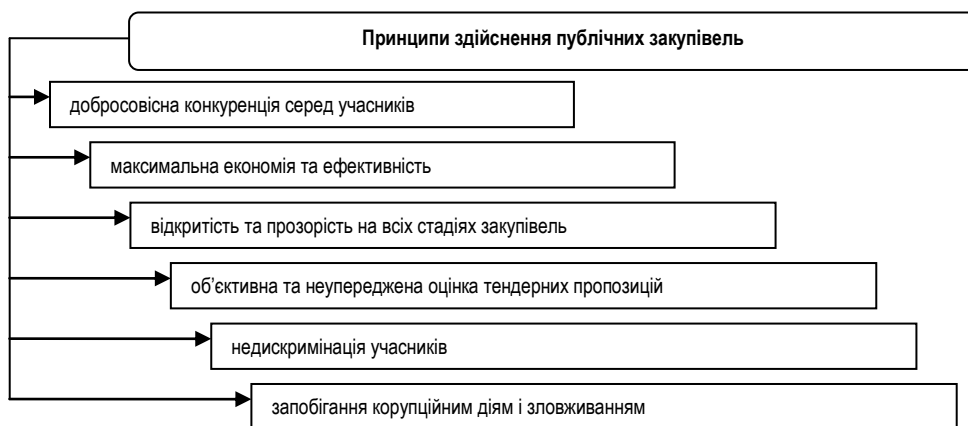 Принципи здійснення публічних закупівель
добросовісна конкуренція серед учасників
максимальна економія та ефективність
відкритість та прозорість на всіх стадіях закупівель
об’єктивна та неупереджена оцінка тендерних пропозицій
недискримінація учасників
запобігання корупційним діям і зловживанням